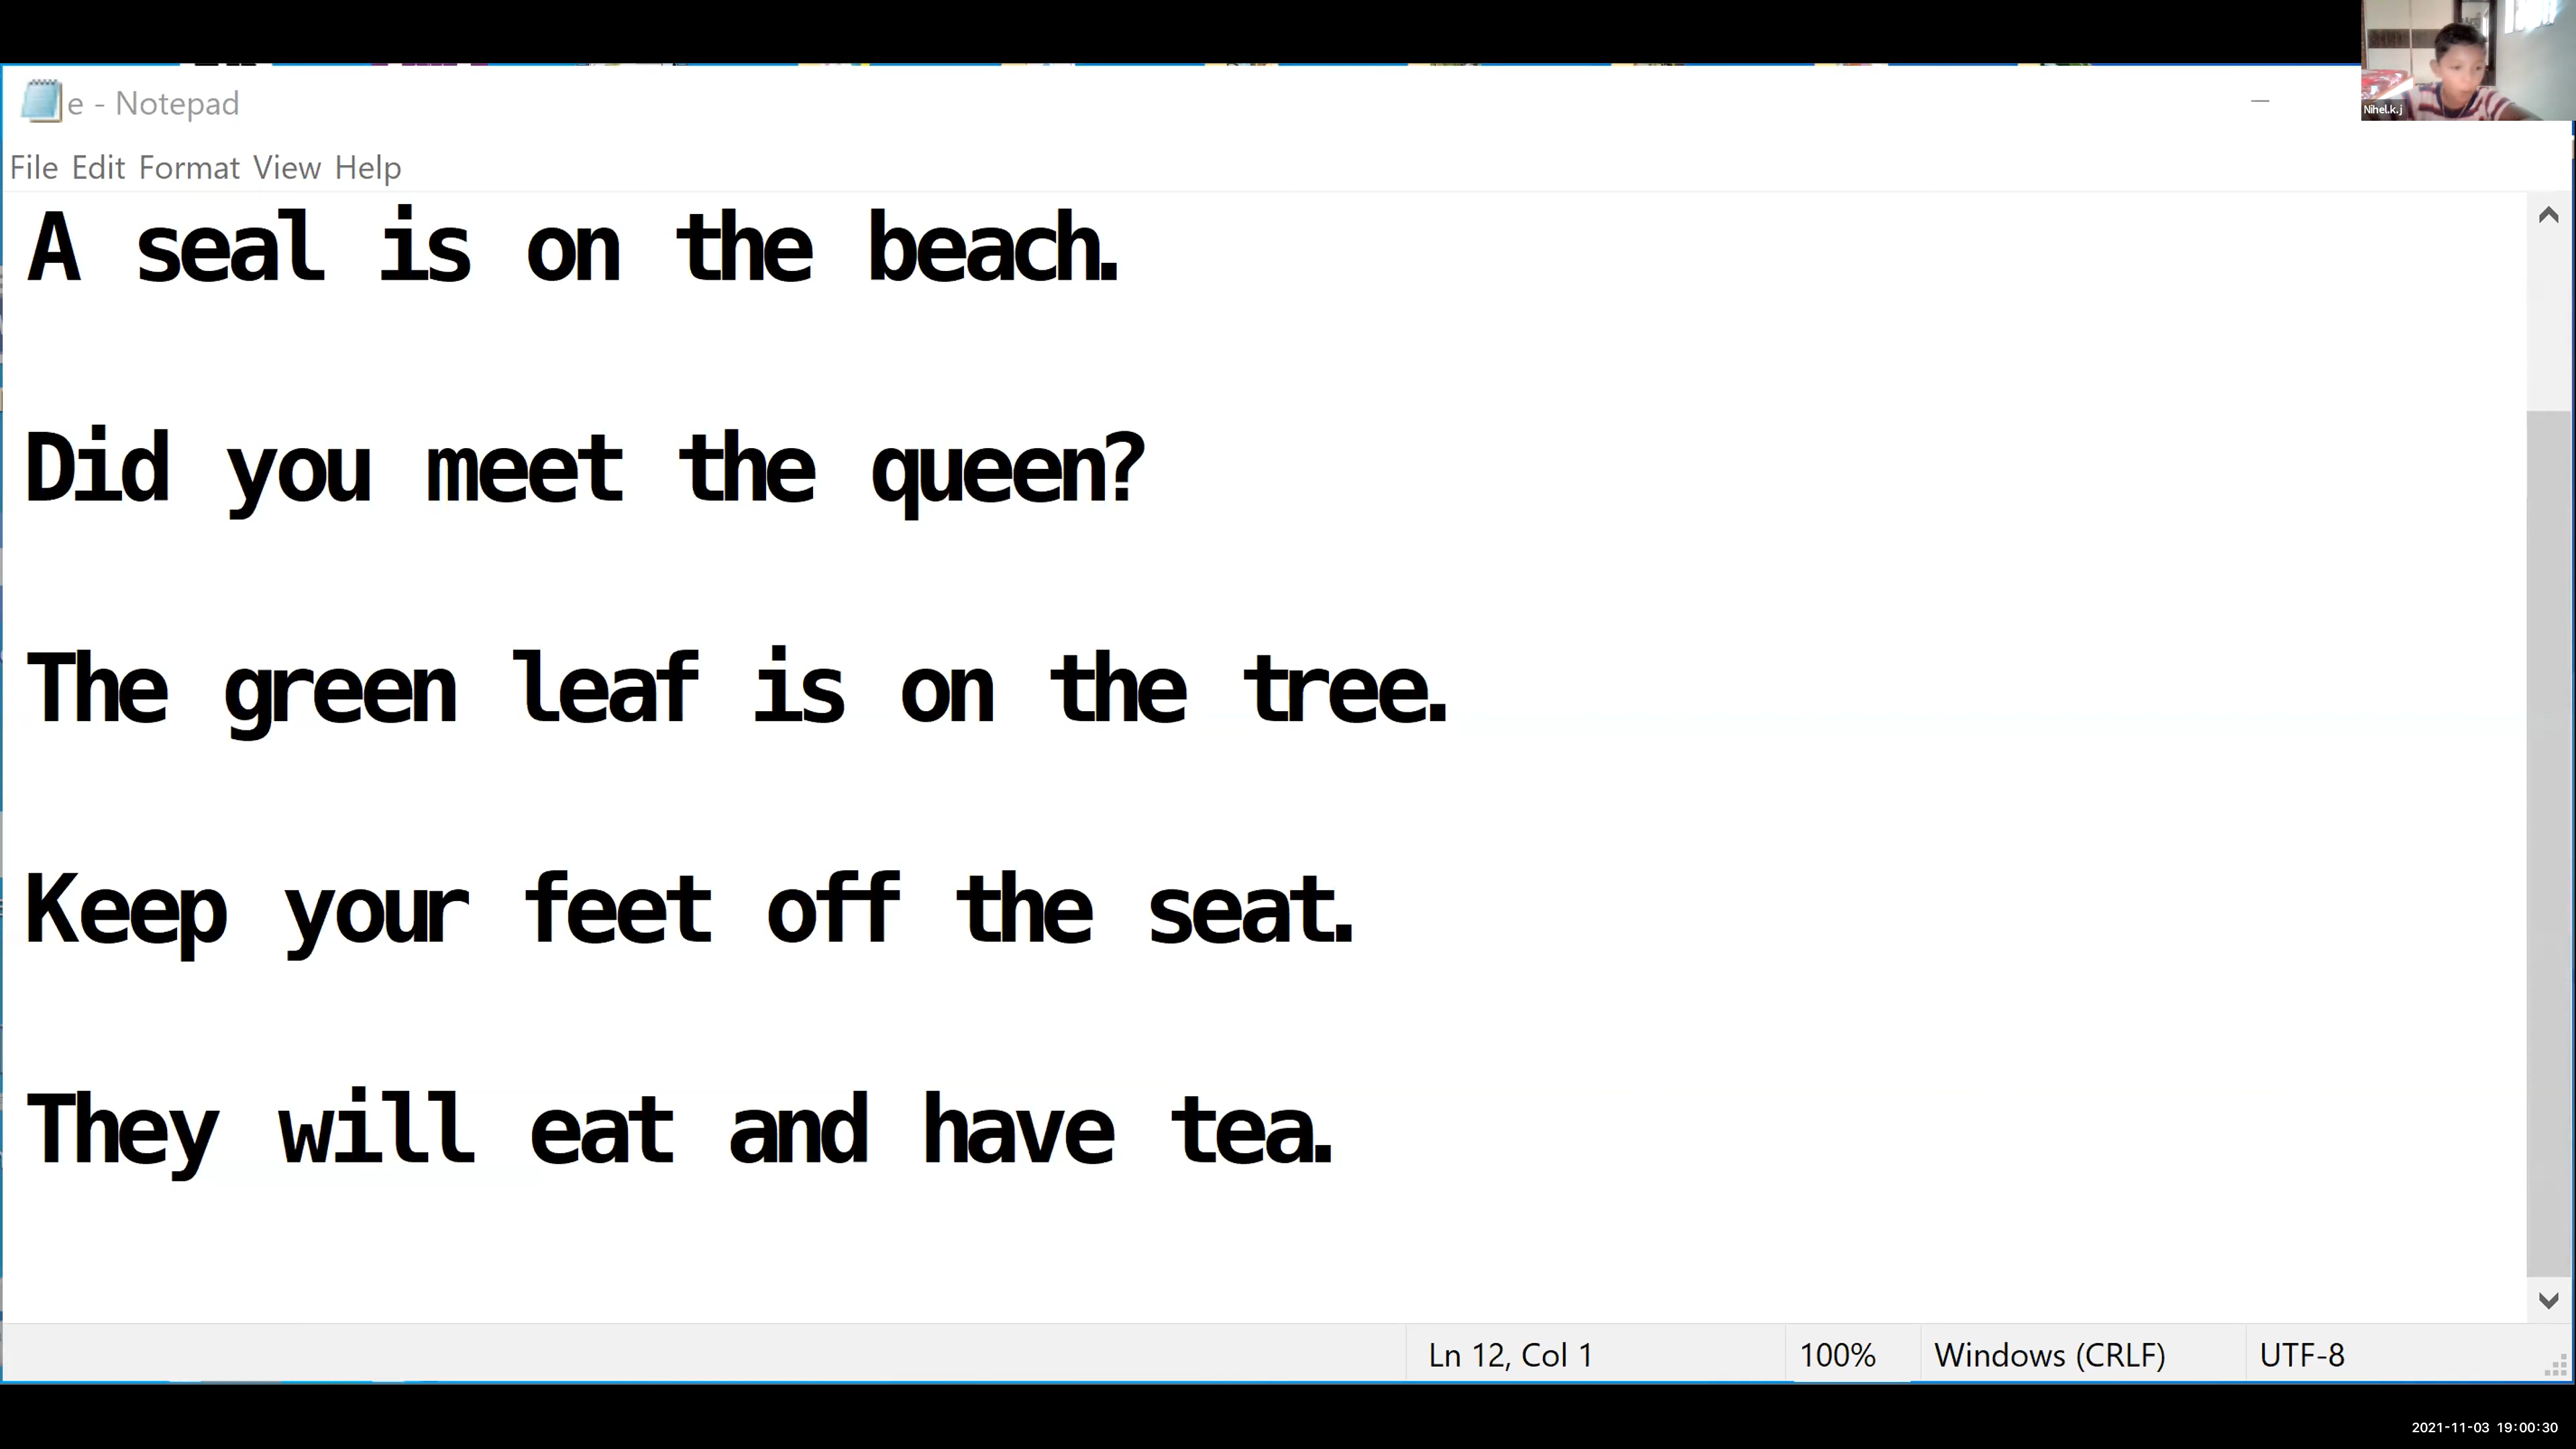 e - Notepad
Nihel.k.j
File Edit Format View Help
A seal is on the beach.
Did you meet the queen?
The green leaf is on the tree.
Keep your feet off the seat.
They will eat and have tea.
Ln 12, Col 1 100% Windows (CRLF) UTF-8
2021-11-03 19:00:30